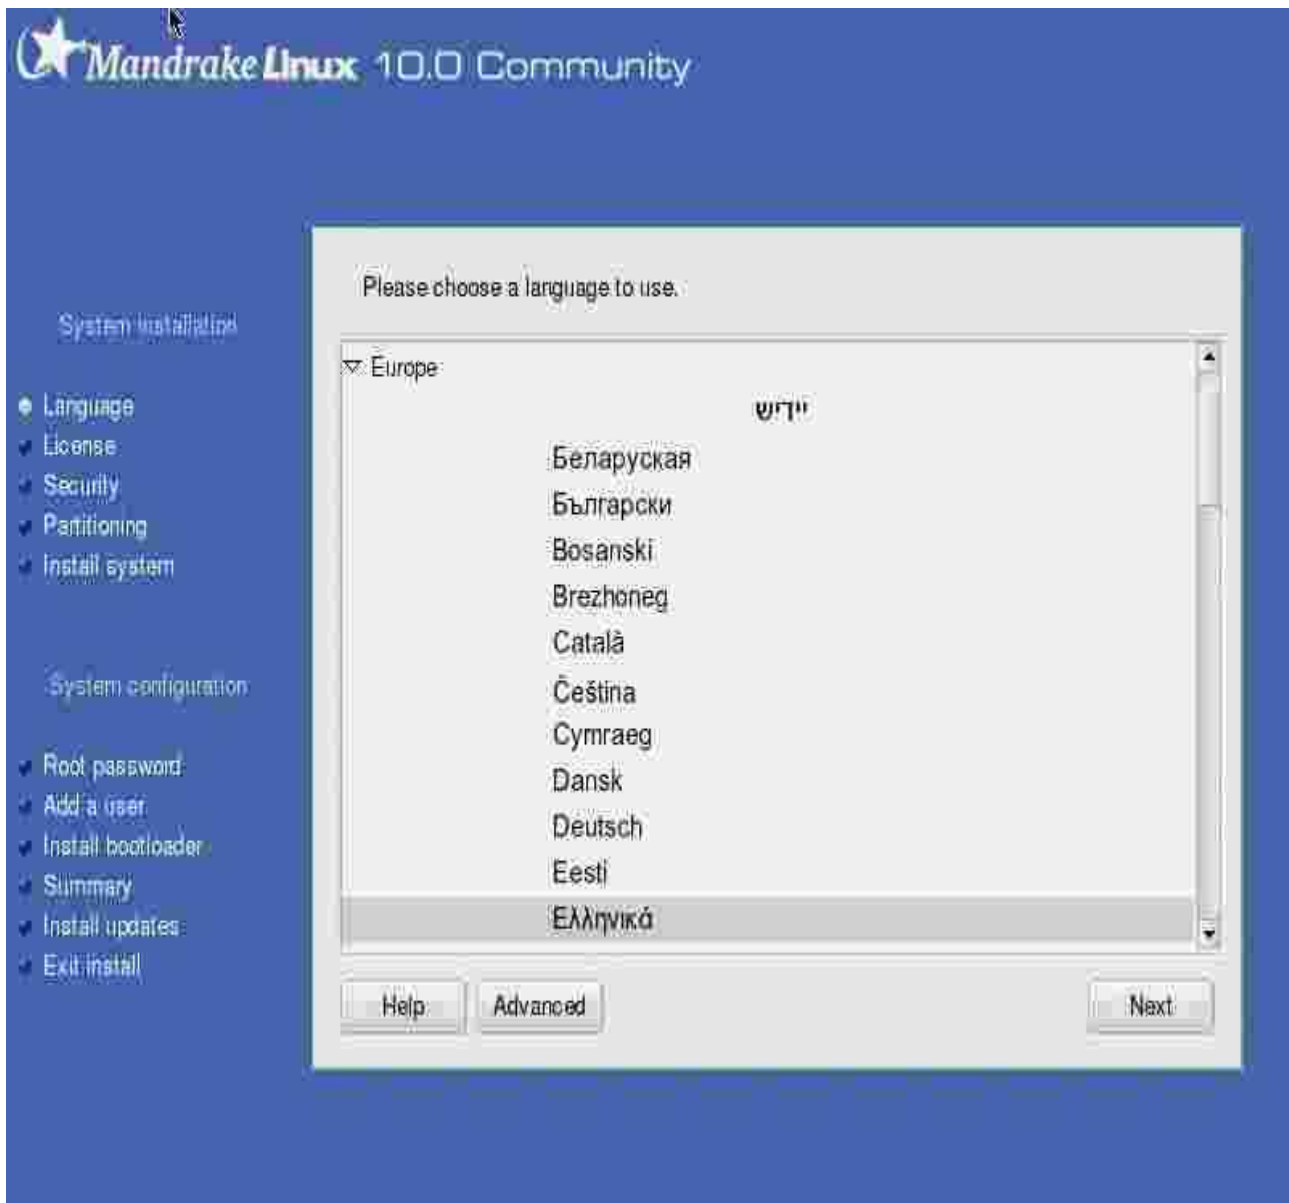 Mandrake Linux 10.0 Community
Please choose a language to use.
System installation
Language
License
Security
Partitioning
Install system
System configuration
Root password
Add a user
Install bootloader
Summary
Install updates
Exit install
Europe
ייִדיש
Беларуская
Български
Bosanski
Brezhoneg
Català
Čeština
Cymraeg
Dansk
Deutsch
Eesti
Ελληνικά
Help
Advanced
Next